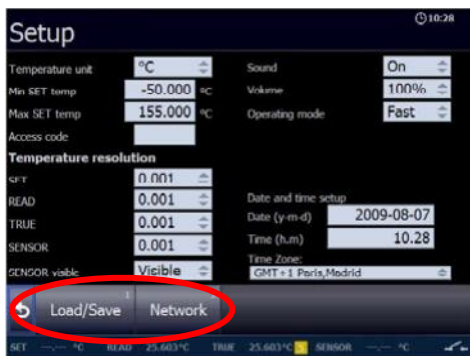 10:28
Setup
Temperature unit °C Sound On
Min SET temp -50.000 °C Volume 100%
Max SET temp 155.000 °C Operating mode Fast
Access code
Temperature resolution
SET 0.001
READ 0.001 Date and time setup
TRUE 0.001 Date (y-m-d) 2009-08-07
SENSOR 0.001 Time (h.m) 10.28
Time Zone:
SENSOR visible Visible GMT+1 Paris,Madrid
Load/Save 1 Network
SET ---.--- °C READ 25.603°C TRUE 25.603°C SENSOR ---.--- °C